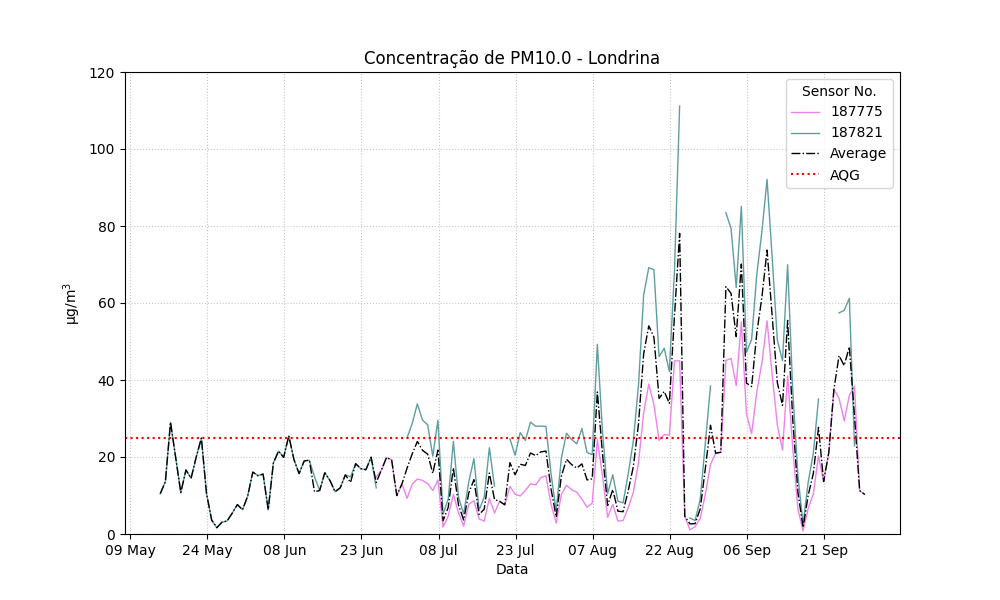 Concentração de PM10.0 - Londrina
Sensor No.
187775
187821
Average
AQG
120
100
80
60
40
20
0
µg/m³
09 May 24 May 08 Jun 23 Jun 08 Jul 23 Jul 07 Aug 22 Aug 06 Sep 21 Sep
Data